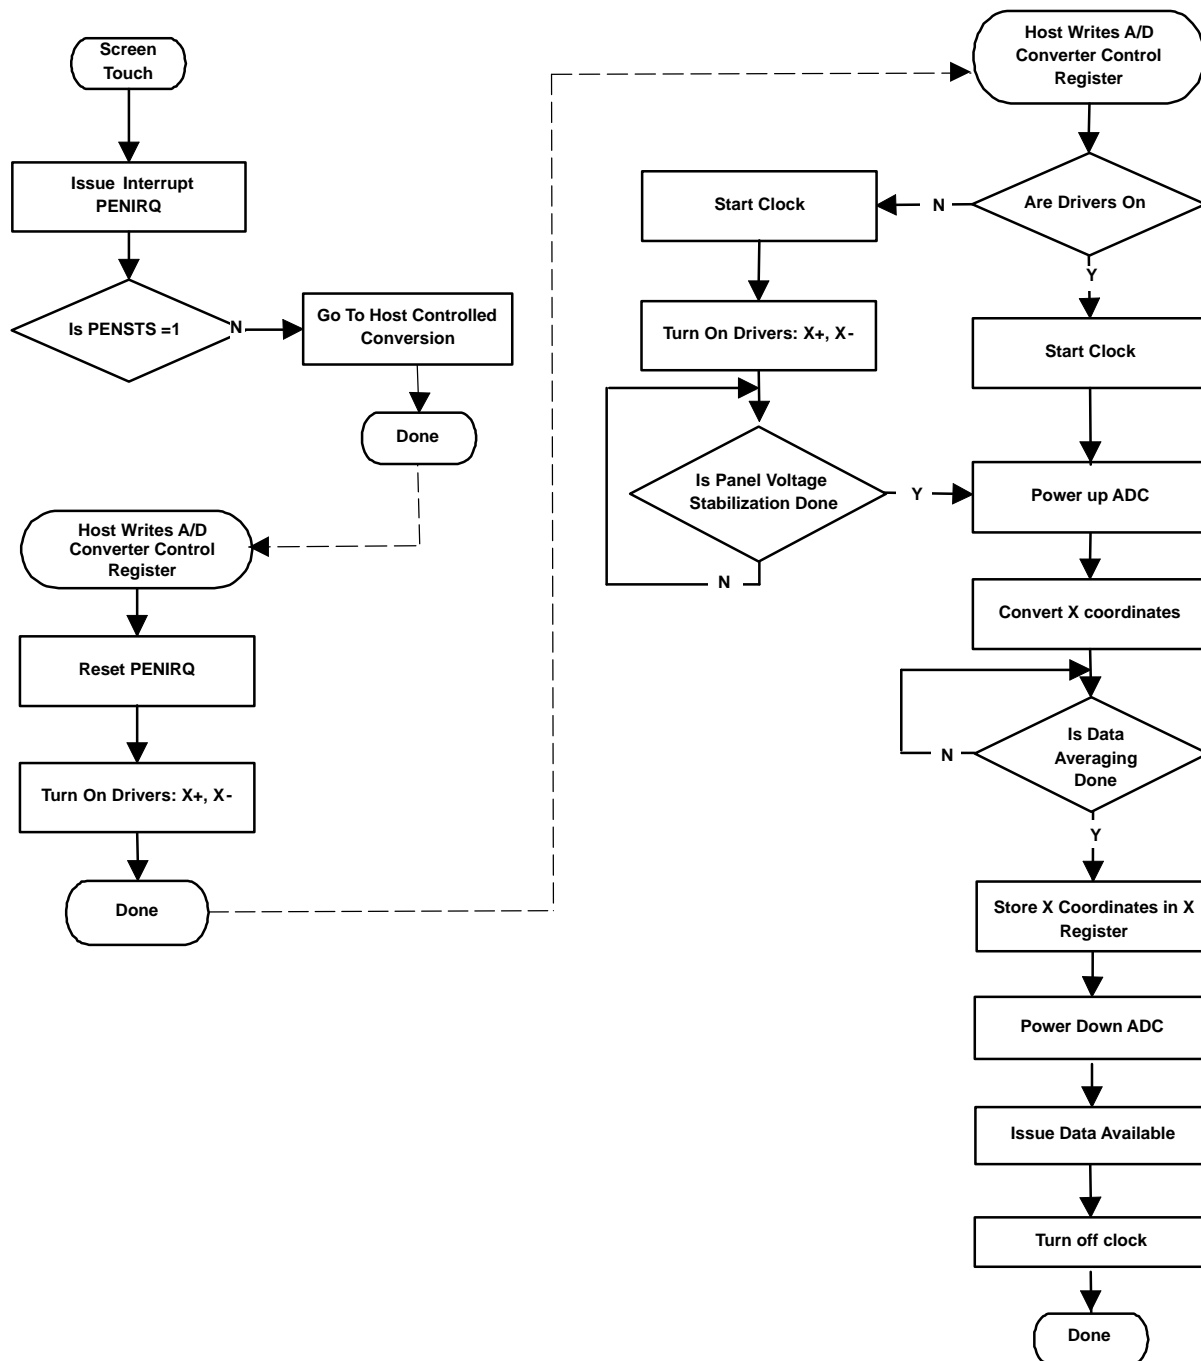 Screen
Touch
Issue Interrupt
PENIRQ
Is PENSTS =1
N
Go To Host Controlled
Conversion
Done
Host Writes A/D
Converter Control
Register
Reset PENIRQ
Turn On Drivers: X+, X-
Done
Host Writes A/D
Converter Control
Register
Are Drivers On
N
Y
Start Clock
Turn On Drivers: X+, X-
Is Panel Voltage
Stabilization Done
Y
N
Start Clock
Power up ADC
Convert X coordinates
Is Data
Averaging
Done
N
Y
Store X Coordinates in X
Register
Power Down ADC
Issue Data Available
Turn off clock
Done